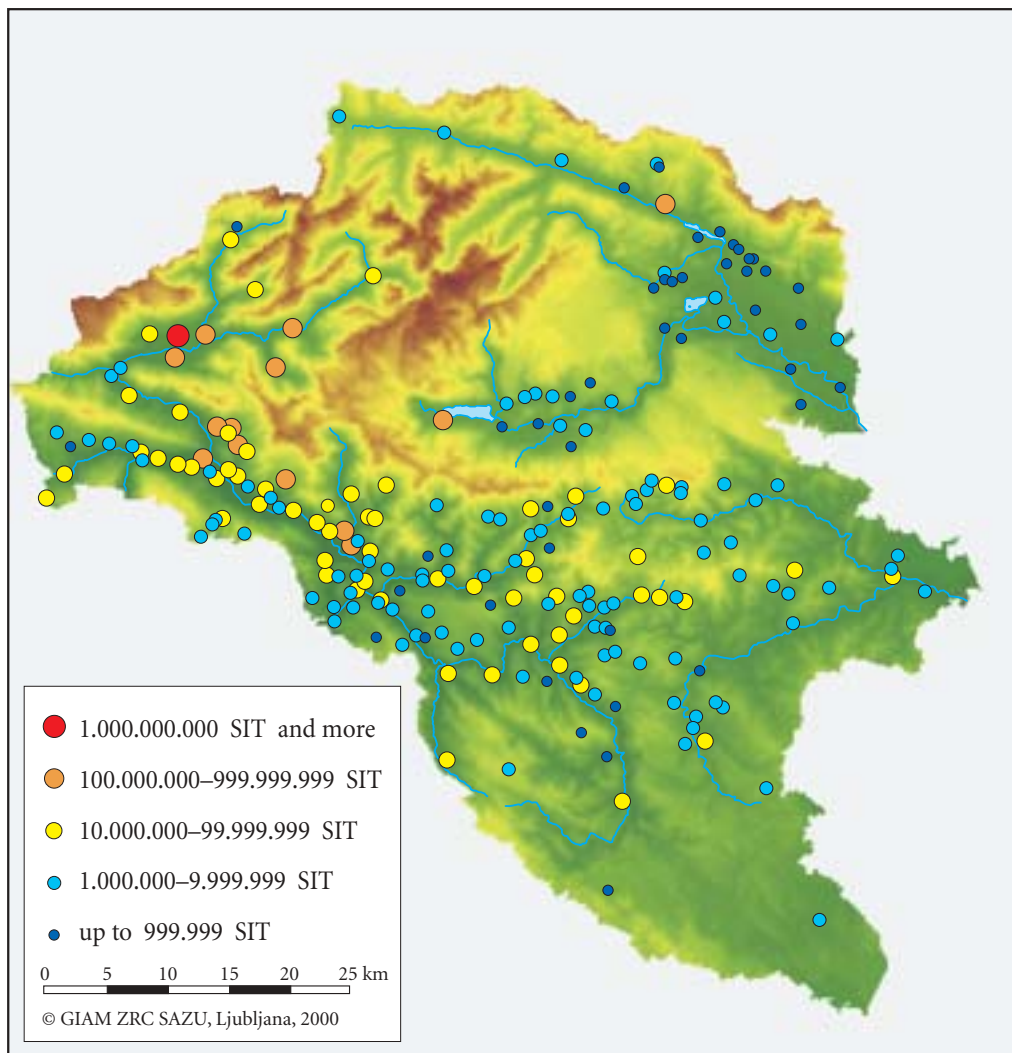 1.000.000.000 SIT and more
100.000.000–999.999.999 SIT
10.000.000–99.999.999 SIT
1.000.000–9.999.999 SIT
up to 999.999 SIT
0 5 10 15 20 25 km
© GIAM ZRC SAZU, Ljubljana, 2000